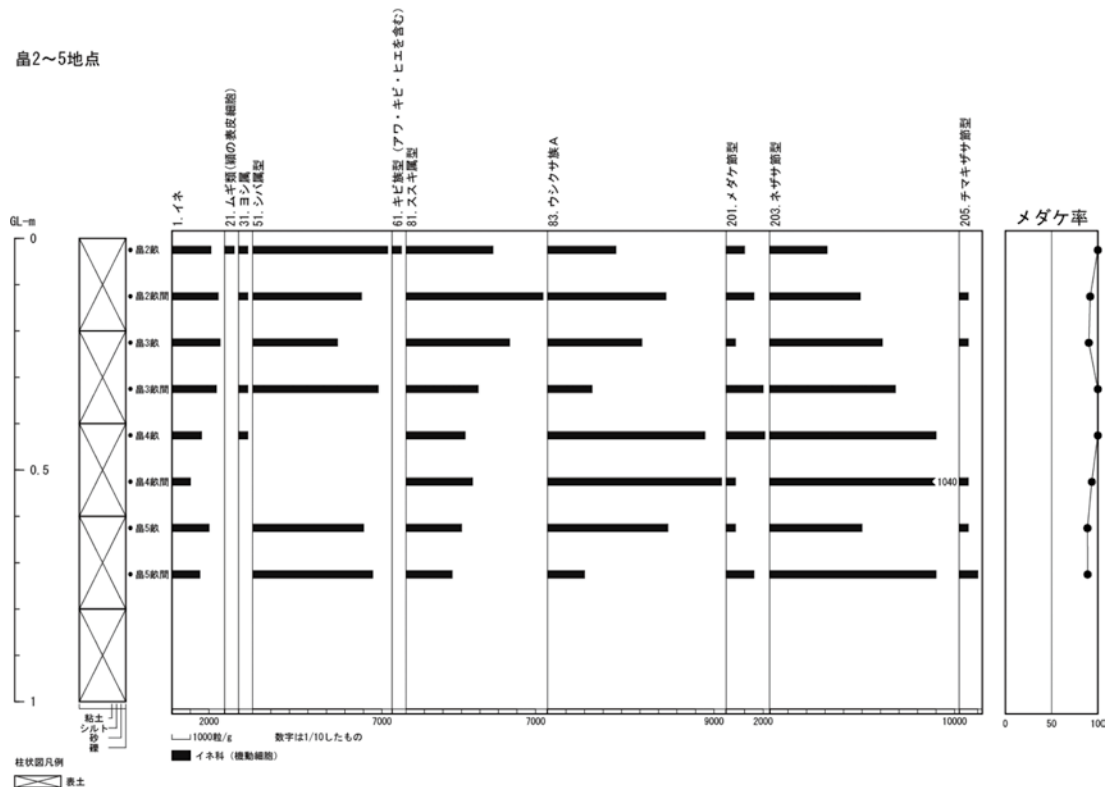 畠2～5地点
1. イネ
21. ムギ類(穎の表皮細胞)
31. ヨシ属
51. シバ属型
61. キビ族型 (アワ・キビ・ヒエを含む)
81. ススキ属型
83. ウシクサ族A
201. メダケ節型
203. ネザサ節型
205. チマキザサ節型
メダケ率
GL-m
0
0.5
1
畠2畝
畠2畝間
畠3畝
畠3畝間
畠4畝
畠4畝間
1040
畠5畝
畠5畝間
2000
7000
7000
9000
2000
10000
0
50
100
粘土
シルト
砂
礫
1000粒/g
数字は1/10したもの
イネ科 (機動細胞)
柱状図凡例
表土